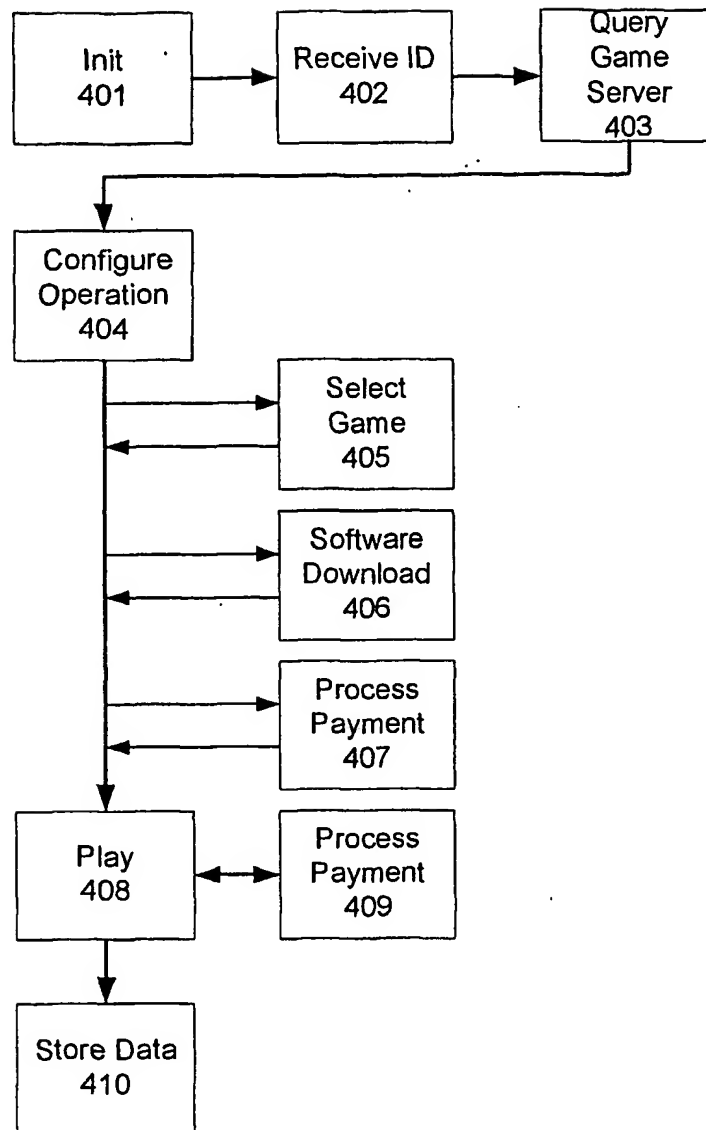 Init
401
Receive ID
402
Query
Game
Server
403
Configure
Operation
404
Select
Game
405
Software
Download
406
Process
Payment
407
Play
408
Process
Payment
409
Store Data
410